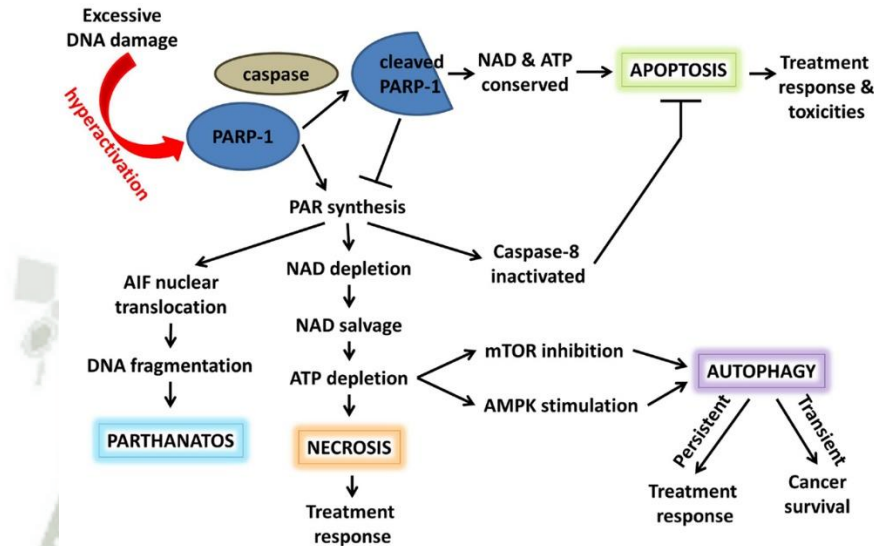 Excessive
DNA damage
hyperactivation
caspase
PARP-1
cleaved
PARP-1
NAD & ATP
conserved
APOPTOSIS
Treatment
response &
toxicities
PAR synthesis
AIF nuclear
translocation
DNA fragmentation
PARTHANATOS
NAD depletion
NAD salvage
ATP depletion
NECROSIS
Treatment
response
Caspase-8
inactivated
mTOR inhibition
AMPK stimulation
AUTOPHAGY
Persistent
Transient
Treatment
response
Cancer
survival